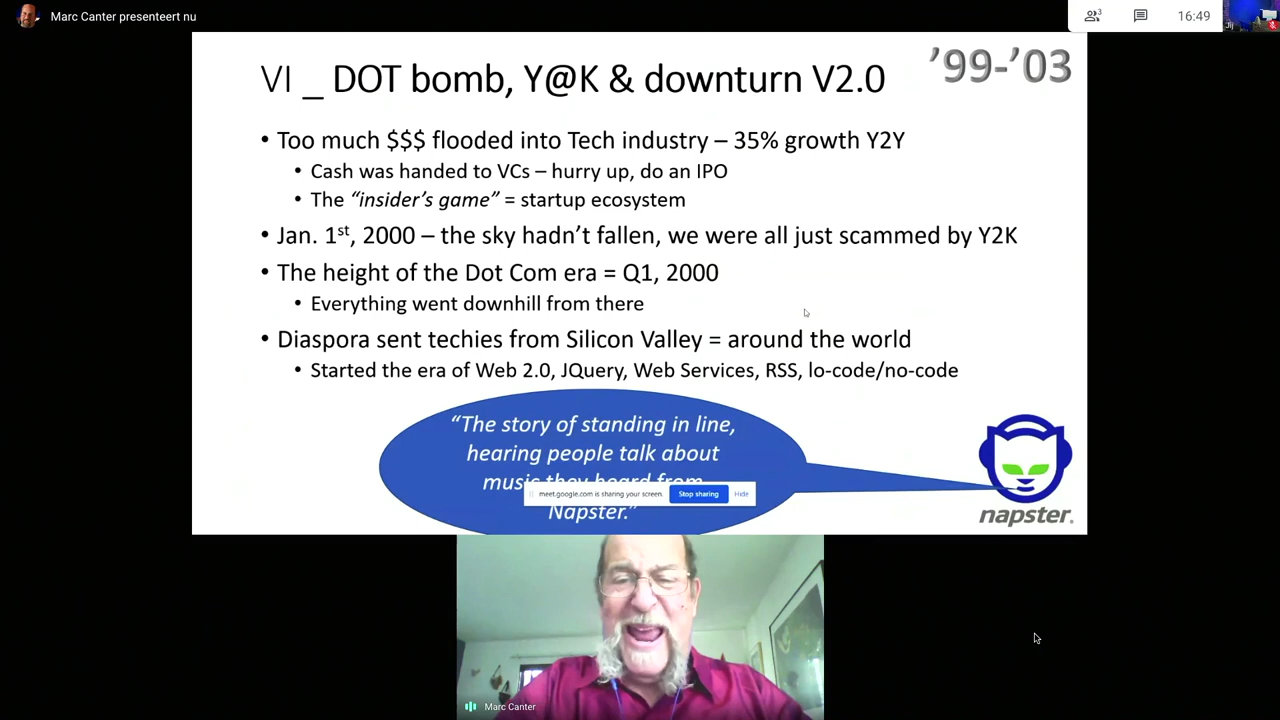 Marc Canter presenteert nu
3
16:49
Jij
VI _ DOT bomb, Y@K & downturn V2.0
’99-’03
• Too much $$$ flooded into Tech industry – 35% growth Y2Y
• Cash was handed to VCs – hurry up, do an IPO
• The “insider’s game” = startup ecosystem
• Jan. 1st, 2000 – the sky hadn’t fallen, we were all just scammed by Y2K
• The height of the Dot Com era = Q1, 2000
• Everything went downhill from there
• Diaspora sent techies from Silicon Valley = around the world
• Started the era of Web 2.0, JQuery, Web Services, RSS, lo-code/no-code
“The story of standing in line,
hearing people talk about
music they heard from
meet.google.com is sharing your screen.
Stop sharing
Hide
Napster.”
napster.
Marc Canter